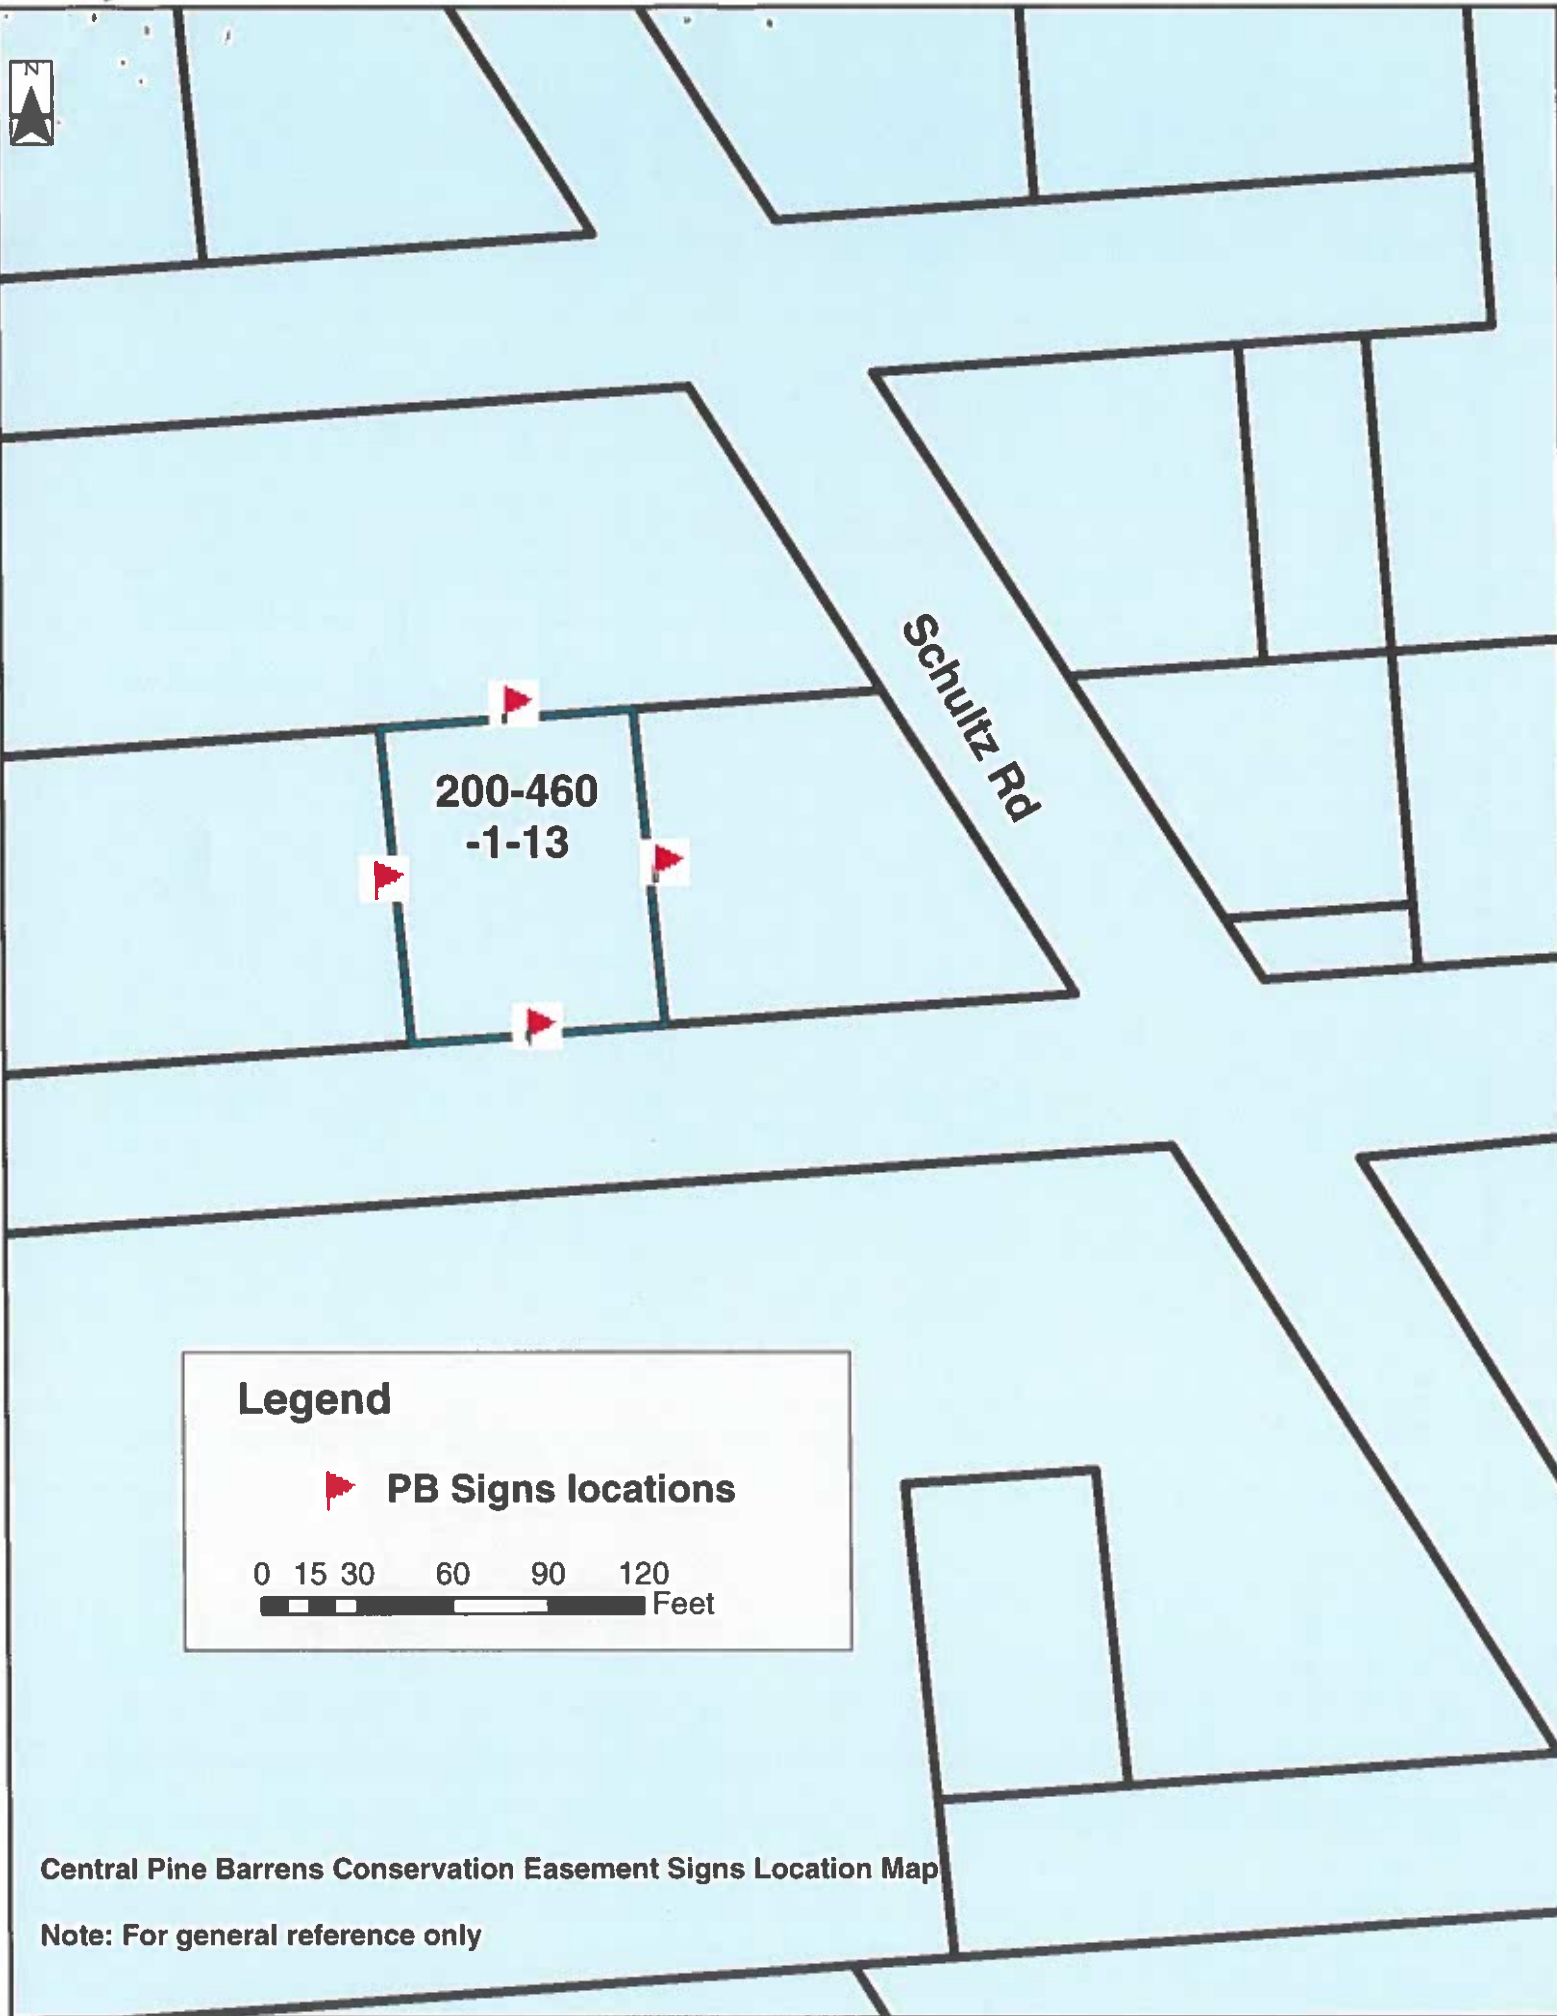 N
Schultz Rd
200-460
-1-13
Legend
PB Signs locations
0 15 30 60 90 120
Feet
Central Pine Barrens Conservation Easement Signs Location Map
Note: For general reference only